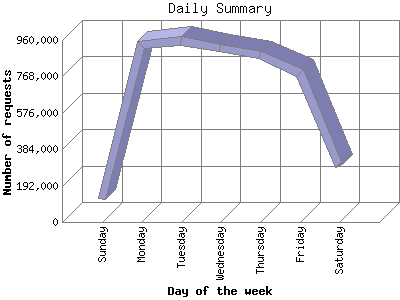 Daily Summary
Number of requests
960,000
768,000
576,000
384,000
192,000
0
Sunday
Monday
Tuesday
Wednesday
Thursday
Friday
Saturday
Day of the week